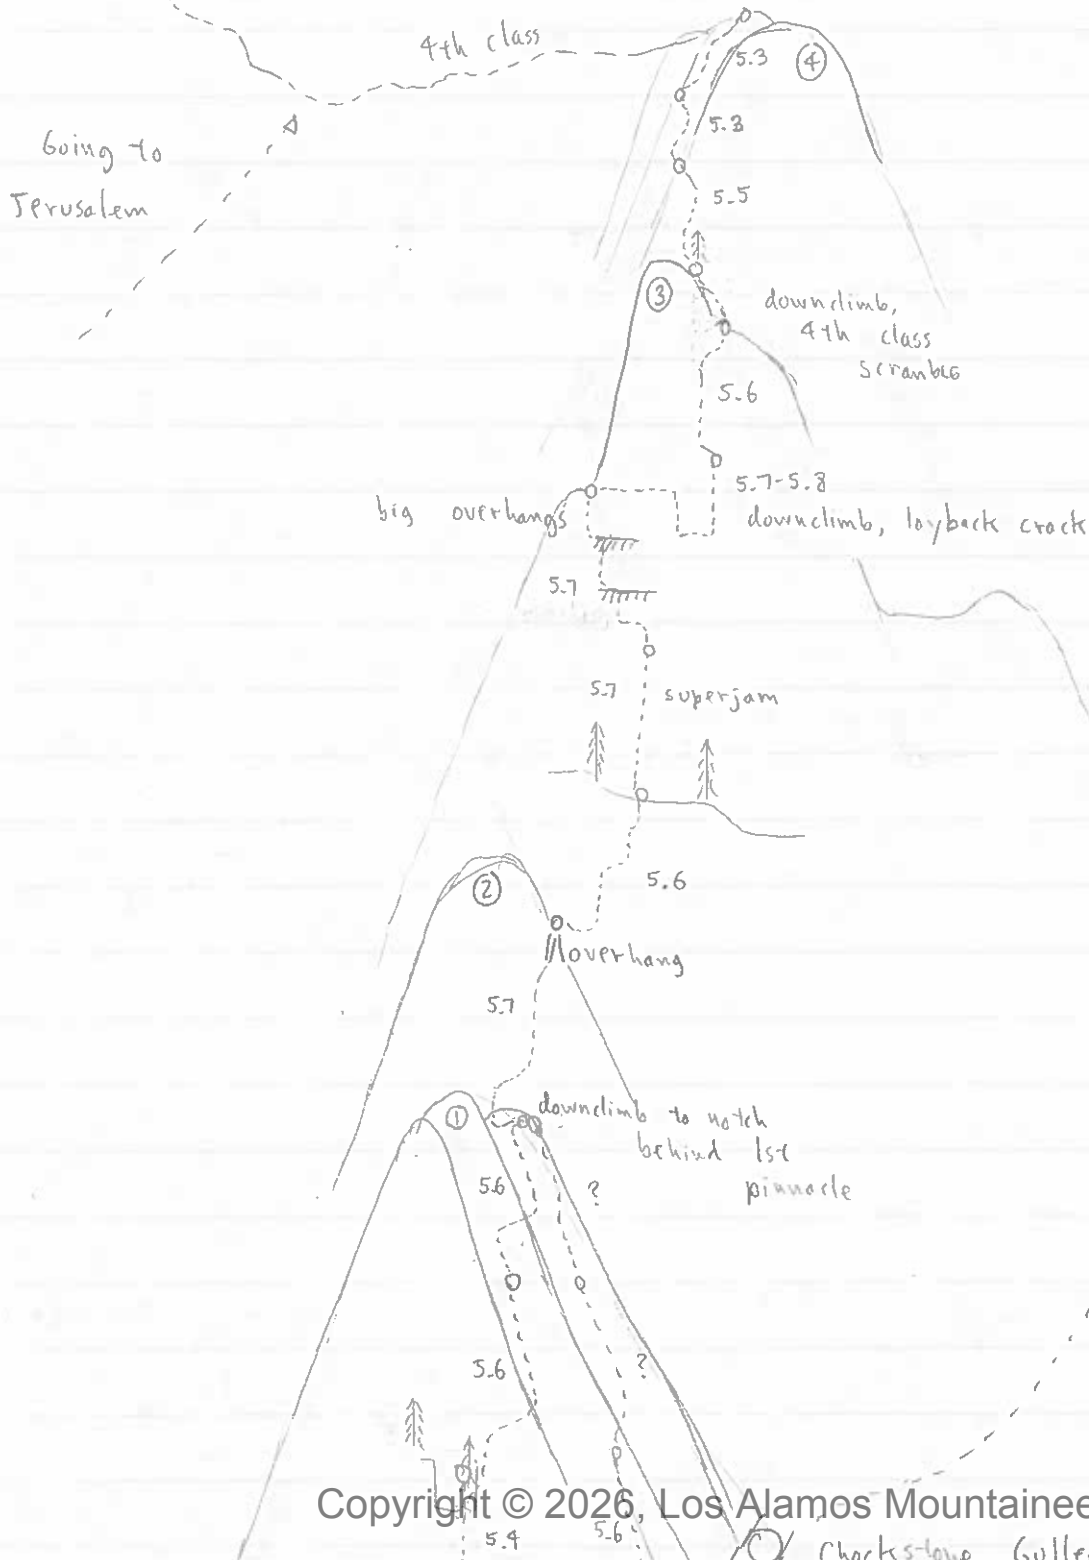 4th class
5.3
4
Going to
Jerusalem
5.3
5.5
3
downclimb,
4th class
scramble
5.6
5.7-5.8
big overhangs
downclimb, layback crack
5.7
5.7
superjam
2
5.6
overhang
5.7
1
downclimb to notch
behind 1st
pinnacle
5.6
?
5.6
?
Copyright © 2026, Los Alamos Mountainee
5.4
5.6
Chockstone Gull